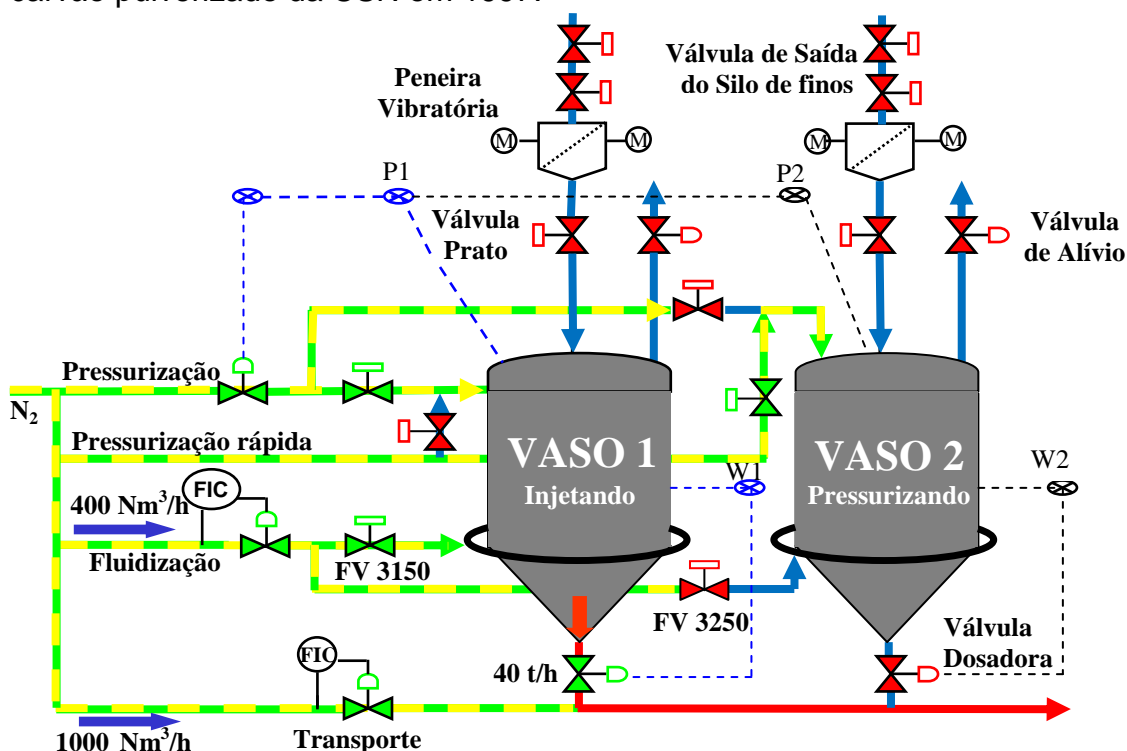 Peneira
Vibratória
Válvula de Saída
do Silo de finos
M
M
M
M
P1
P2
Válvula
Prato
Válvula
de Alívio
Pressurização
N2
Pressurização rápida
VASO 1
Injetando
W1
VASO 2
Pressurizando
W2
FIC
400 Nm³/h
Fluidização
FV 3150
FV 3250
Válvula
Dosadora
FIC
40 t/h
1000 Nm³/h
Transporte